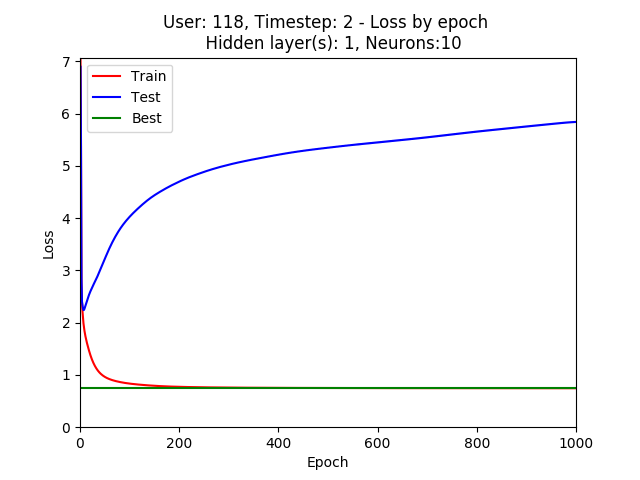 User: 118, Timestep: 2 - Loss by epoch
Hidden layer(s): 1, Neurons:10
7
6
5
4
3
2
1
0
Loss
Train
Test
Best
0 200 400 600 800 1000
Epoch